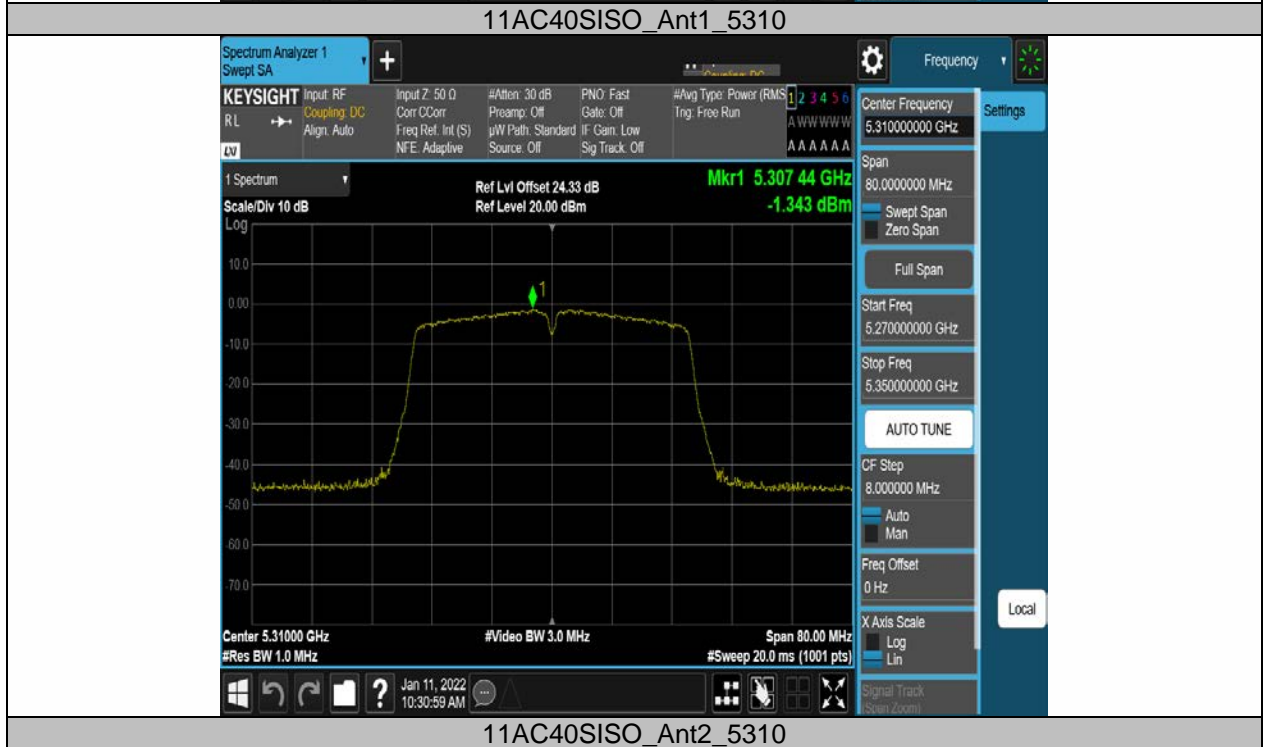 11AC40SISO_Ant1_5310
Spectrum Analyzer 1
Swept SA
Frequency
Settings
KEYSIGHT
RL
LXI
Input: RF
Coupling: DC
Align: Auto
Input Z: 50 Ω
Corr CCorr
Freq Ref: Int (S)
NFE: Adaptive
#Atten: 30 dB
Preamp: Off
µW Path: Standard
Source: Off
PNO: Fast
Gate: Off
IF Gain: Low
Sig Track: Off
#Avg Type: Power (RMS
Trig: Free Run
1 2 3 4 5 6
A W W W W W
A A A A A A
1 Spectrum
Scale/Div 10 dB
Log
Ref Lvl Offset 24.33 dB
Ref Level 20.00 dBm
Mkr1 5.307 44 GHz
-1.343 dBm
10.0
0.00
-10.0
-20.0
-30.0
-40.0
-50.0
-60.0
-70.0
1
Center 5.31000 GHz
#Res BW 1.0 MHz
#Video BW 3.0 MHz
Span 80.00 MHz
#Sweep 20.0 ms (1001 pts)
Center Frequency
5.310000000 GHz
Span
80.0000000 MHz
Swept Span
Zero Span
Full Span
Start Freq
5.270000000 GHz
Stop Freq
5.350000000 GHz
AUTO TUNE
CF Step
8.000000 MHz
Auto
Man
Freq Offset
0 Hz
X Axis Scale
Log
Lin
Signal Track
(Span Zoom)
Local
?
Jan 11, 2022
10:30:59 AM
11AC40SISO_Ant2_5310